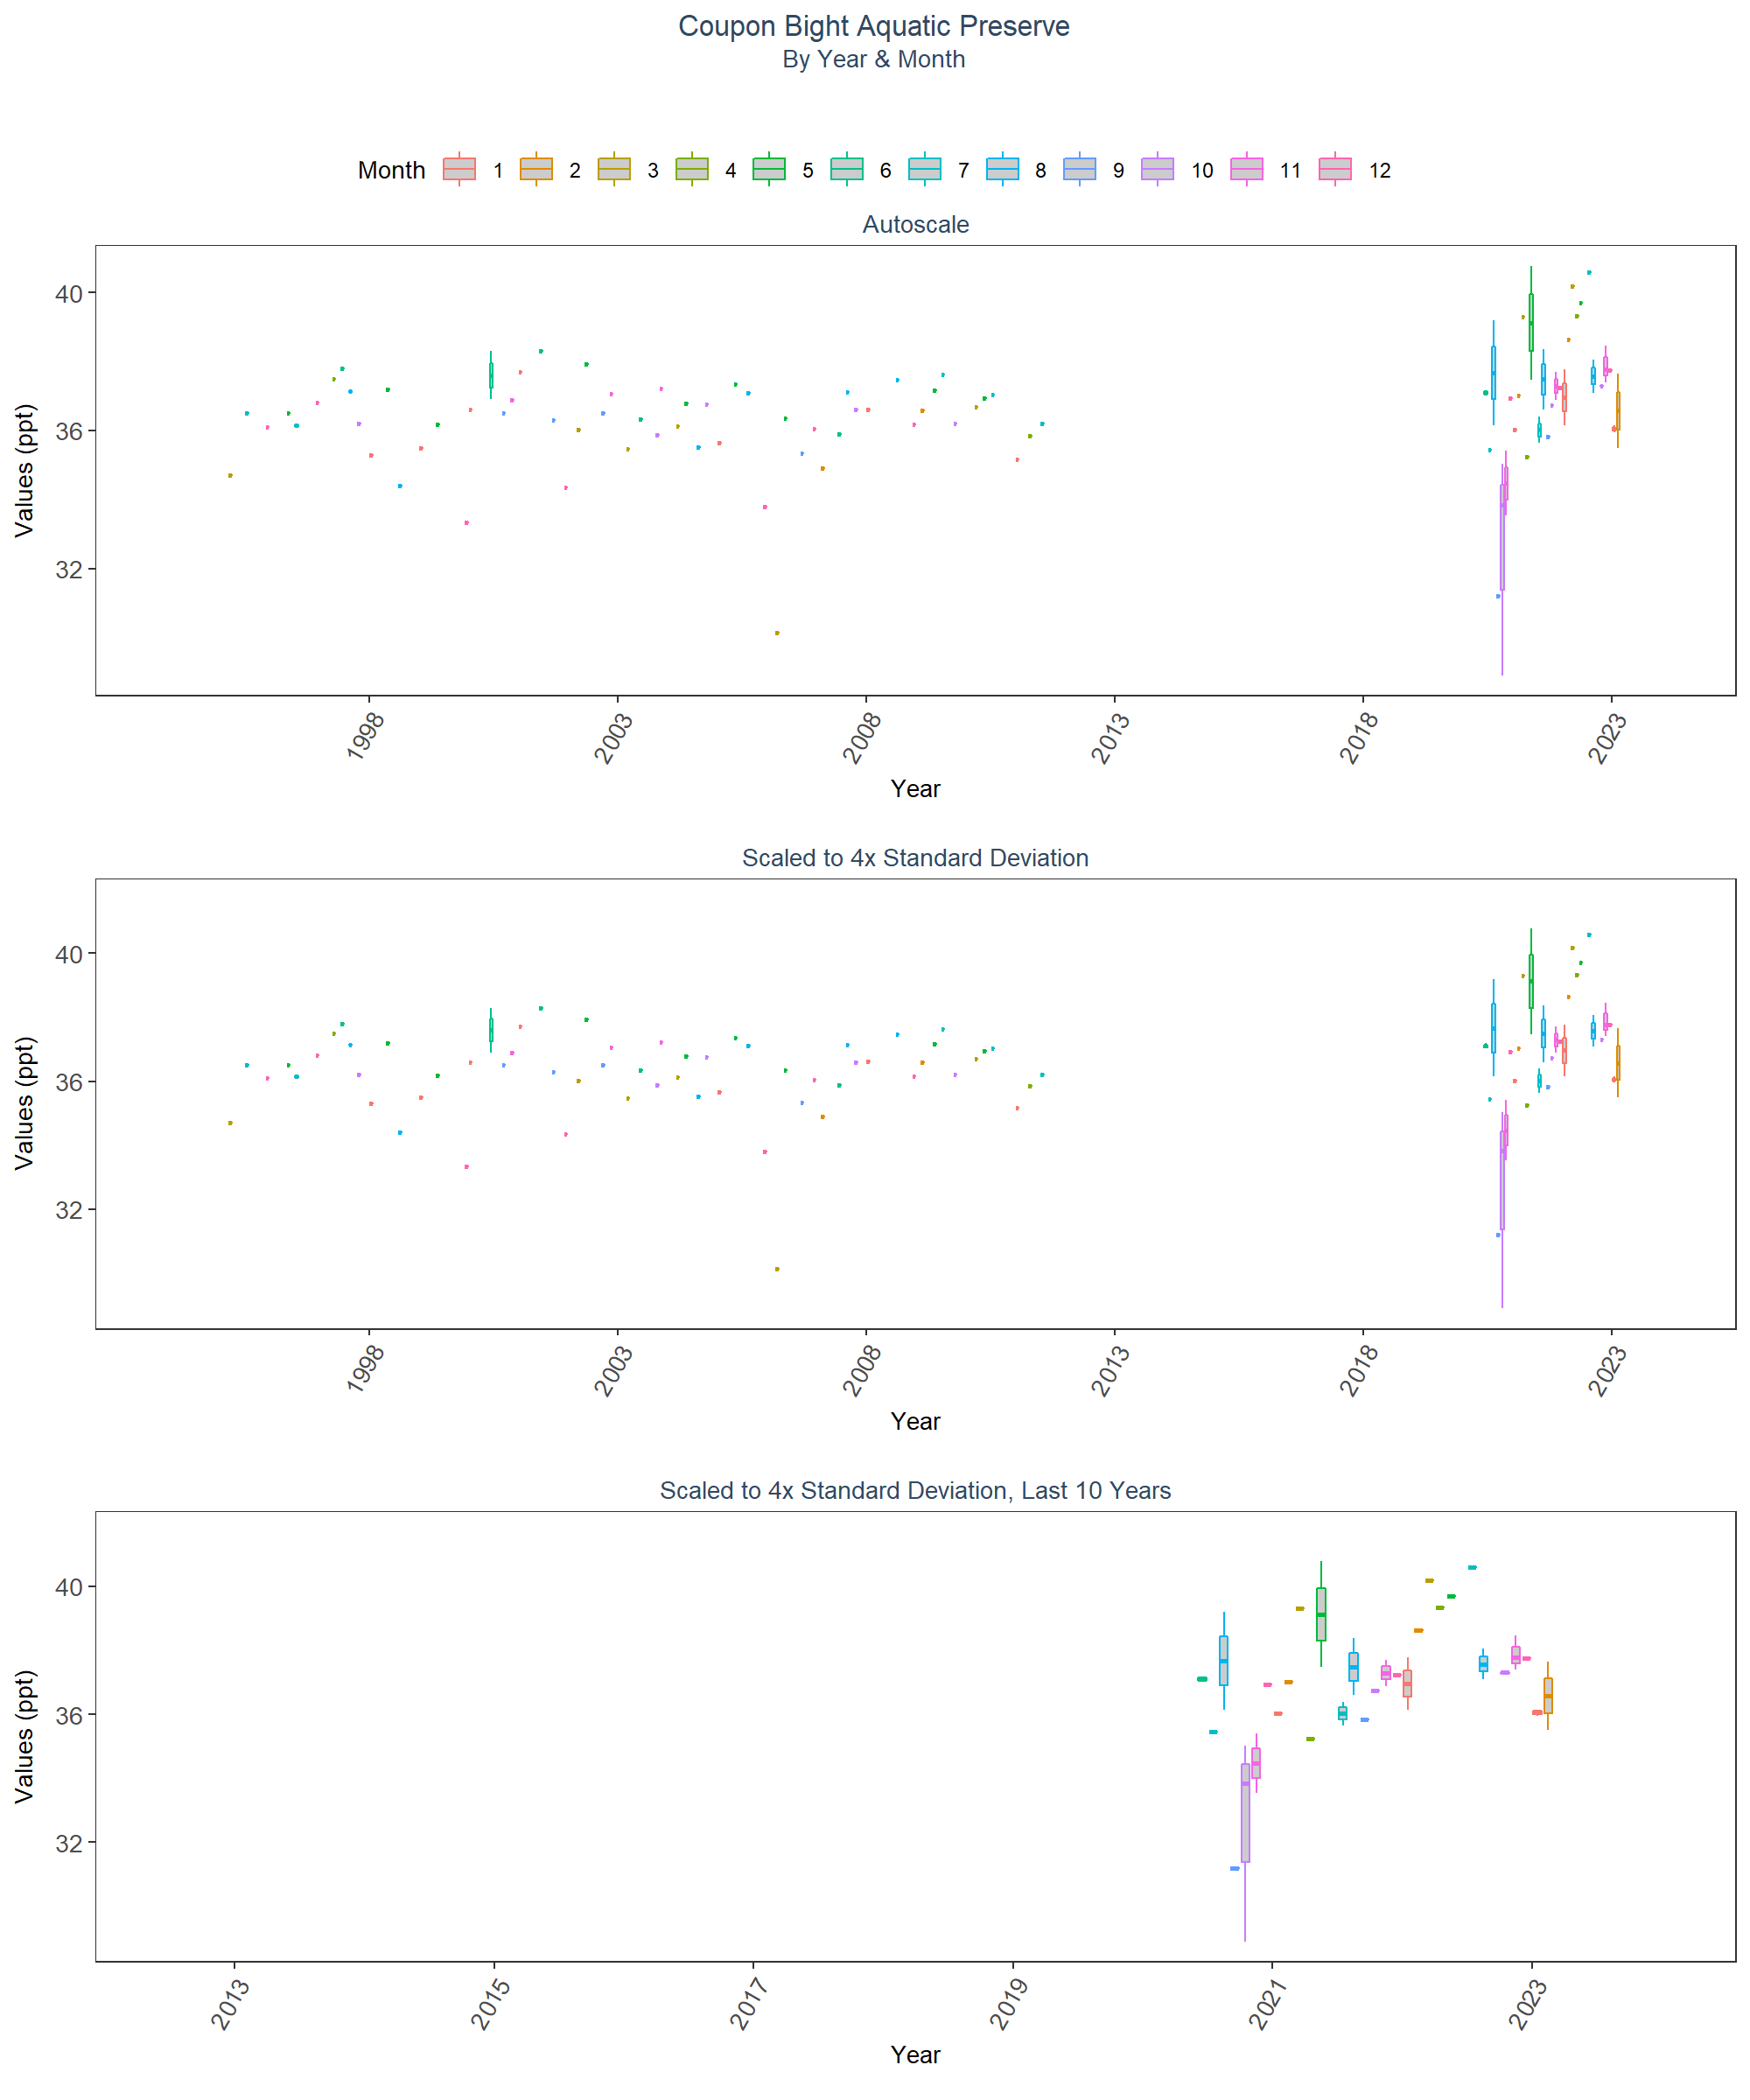 Coupon Bight Aquatic Preserve
By Year & Month
Month 1 2 3 4 5 6 7 8 9 10 11 12
Autoscale
Values (ppt)
40
36
32
1998 2003 2008 2013 2018 2023
Year
Scaled to 4x Standard Deviation
Values (ppt)
40
36
32
1998 2003 2008 2013 2018 2023
Year
Scaled to 4x Standard Deviation, Last 10 Years
Values (ppt)
40
36
32
2013 2015 2017 2019 2021 2023
Year